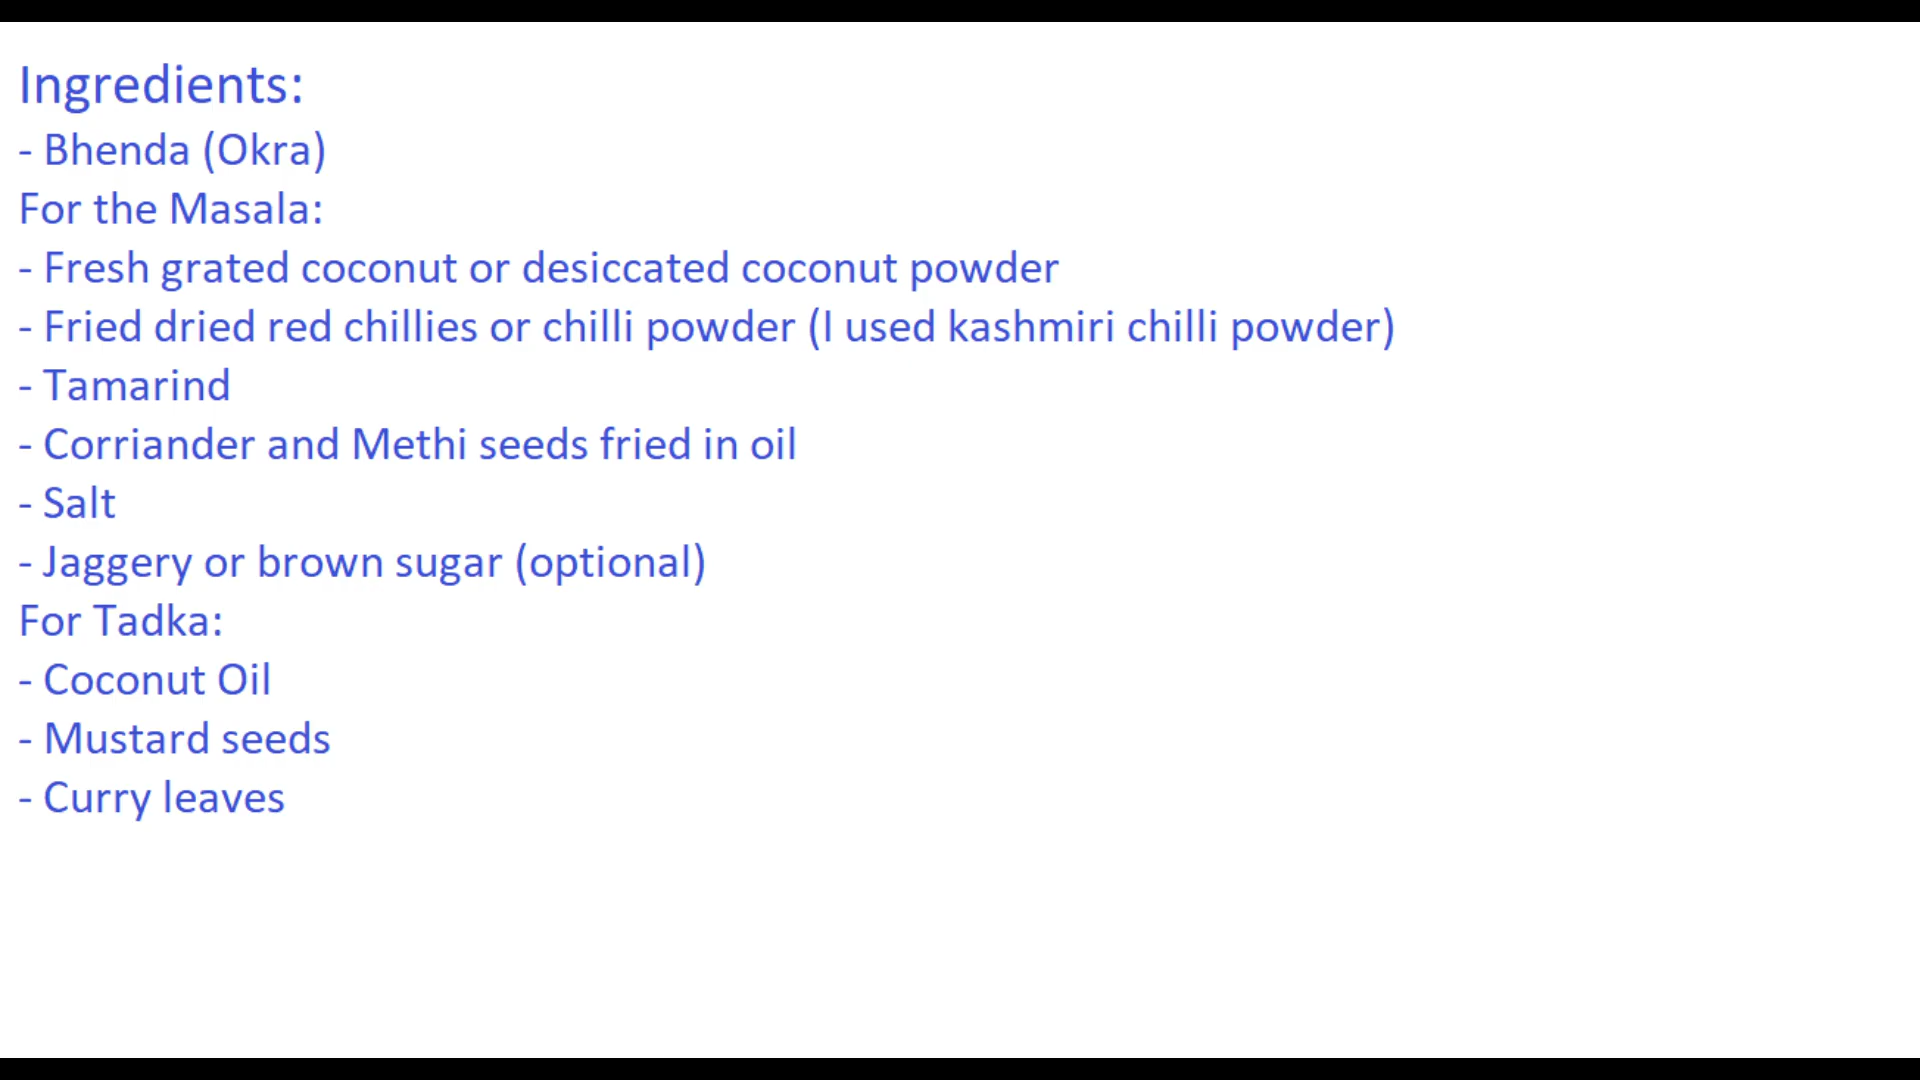 Ingredients:
- Bhenda (Okra)
For the Masala:
- Fresh grated coconut or desiccated coconut powder
- Fried dried red chillies or chilli powder (I used kashmiri chilli powder)
- Tamarind
- Corriander and Methi seeds fried in oil
- Salt
- Jaggery or brown sugar (optional)
For Tadka:
- Coconut Oil
- Mustard seeds
- Curry leaves